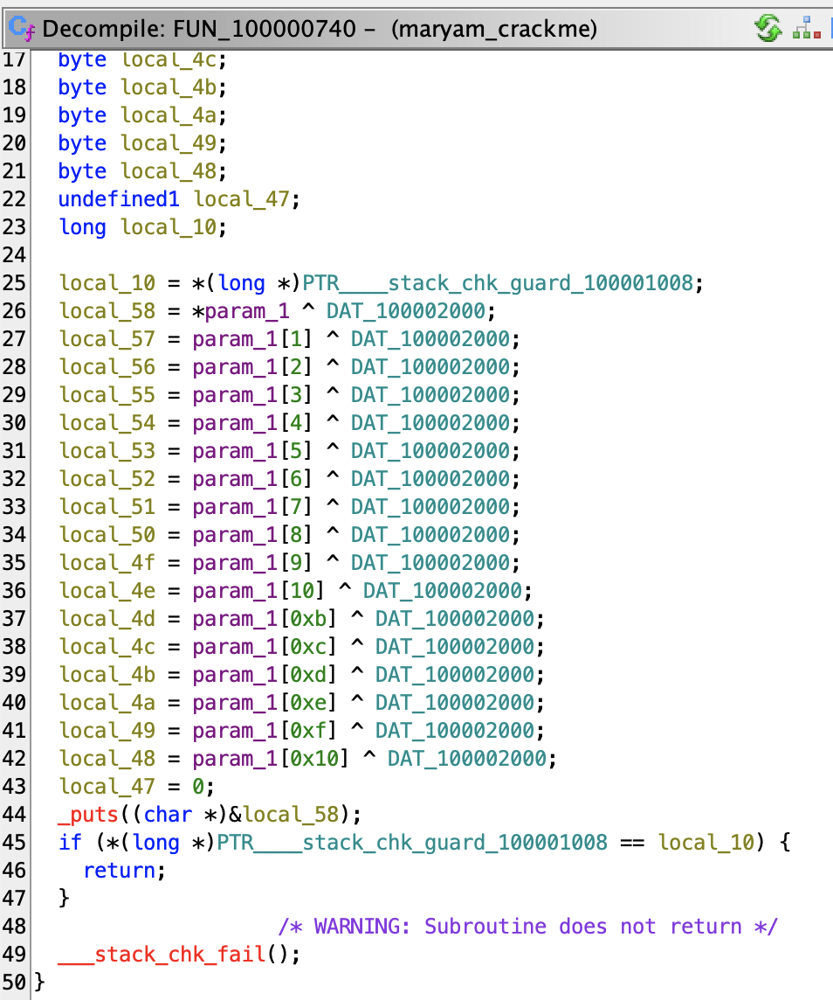 Decompile: FUN_100000740 – (maryam_crackme)
17 byte local_4c;
18 byte local_4b;
19 byte local_4a;
20 byte local_49;
21 byte local_48;
22 undefined1 local_47;
23 long local_10;
24
25 local_10 = *(long *)PTR____stack_chk_guard_100001008;
26 local_58 = *param_1 ^ DAT_100002000;
27 local_57 = param_1[1] ^ DAT_100002000;
28 local_56 = param_1[2] ^ DAT_100002000;
29 local_55 = param_1[3] ^ DAT_100002000;
30 local_54 = param_1[4] ^ DAT_100002000;
31 local_53 = param_1[5] ^ DAT_100002000;
32 local_52 = param_1[6] ^ DAT_100002000;
33 local_51 = param_1[7] ^ DAT_100002000;
34 local_50 = param_1[8] ^ DAT_100002000;
35 local_4f = param_1[9] ^ DAT_100002000;
36 local_4e = param_1[10] ^ DAT_100002000;
37 local_4d = param_1[0xb] ^ DAT_100002000;
38 local_4c = param_1[0xc] ^ DAT_100002000;
39 local_4b = param_1[0xd] ^ DAT_100002000;
40 local_4a = param_1[0xe] ^ DAT_100002000;
41 local_49 = param_1[0xf] ^ DAT_100002000;
42 local_48 = param_1[0x10] ^ DAT_100002000;
43 local_47 = 0;
44 _puts((char *)&local_58);
45 if (*(long *)PTR____stack_chk_guard_100001008 == local_10) {
46 return;
47 }
48 /* WARNING: Subroutine does not return */
49 ___stack_chk_fail();
50 }